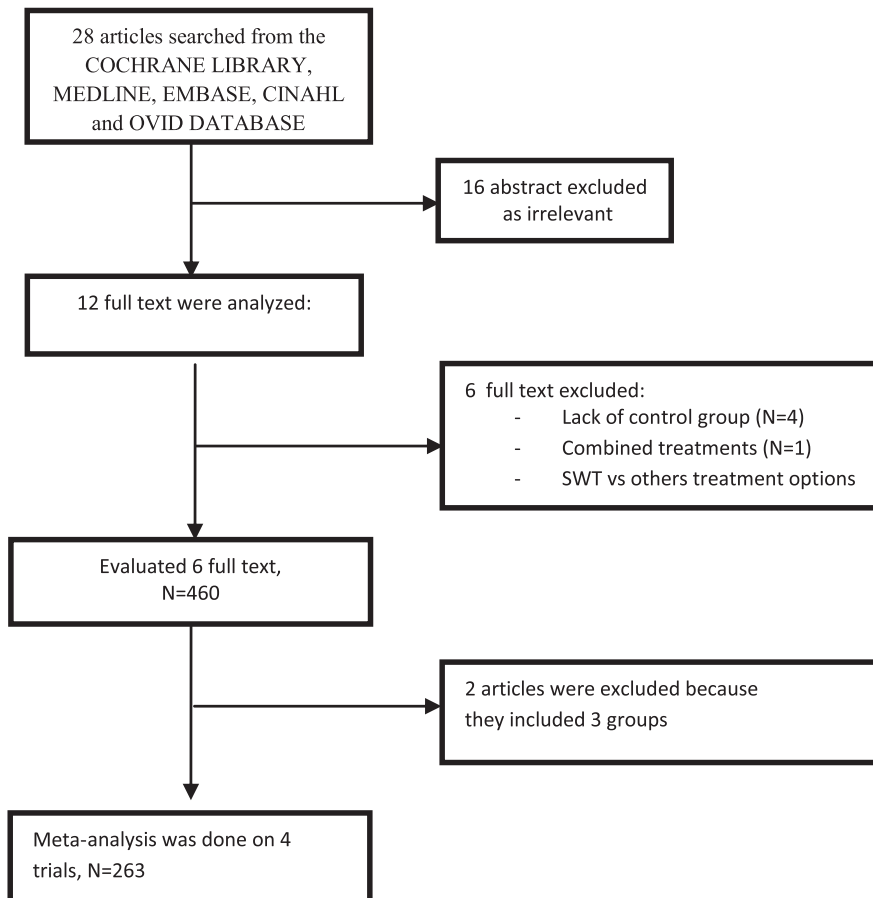 28 articles searched from the
COCHRANE LIBRARY,
MEDLINE, EMBASE, CINAHL
and OVID DATABASE
16 abstract excluded
as irrelevant
12 full text were analyzed:
6 full text excluded:
- Lack of control group (N=4)
- Combined treatments (N=1)
- SWT vs others treatment options
Evaluated 6 full text,
N=460
2 articles were excluded because
they included 3 groups
Meta-analysis was done on 4
trials, N=263